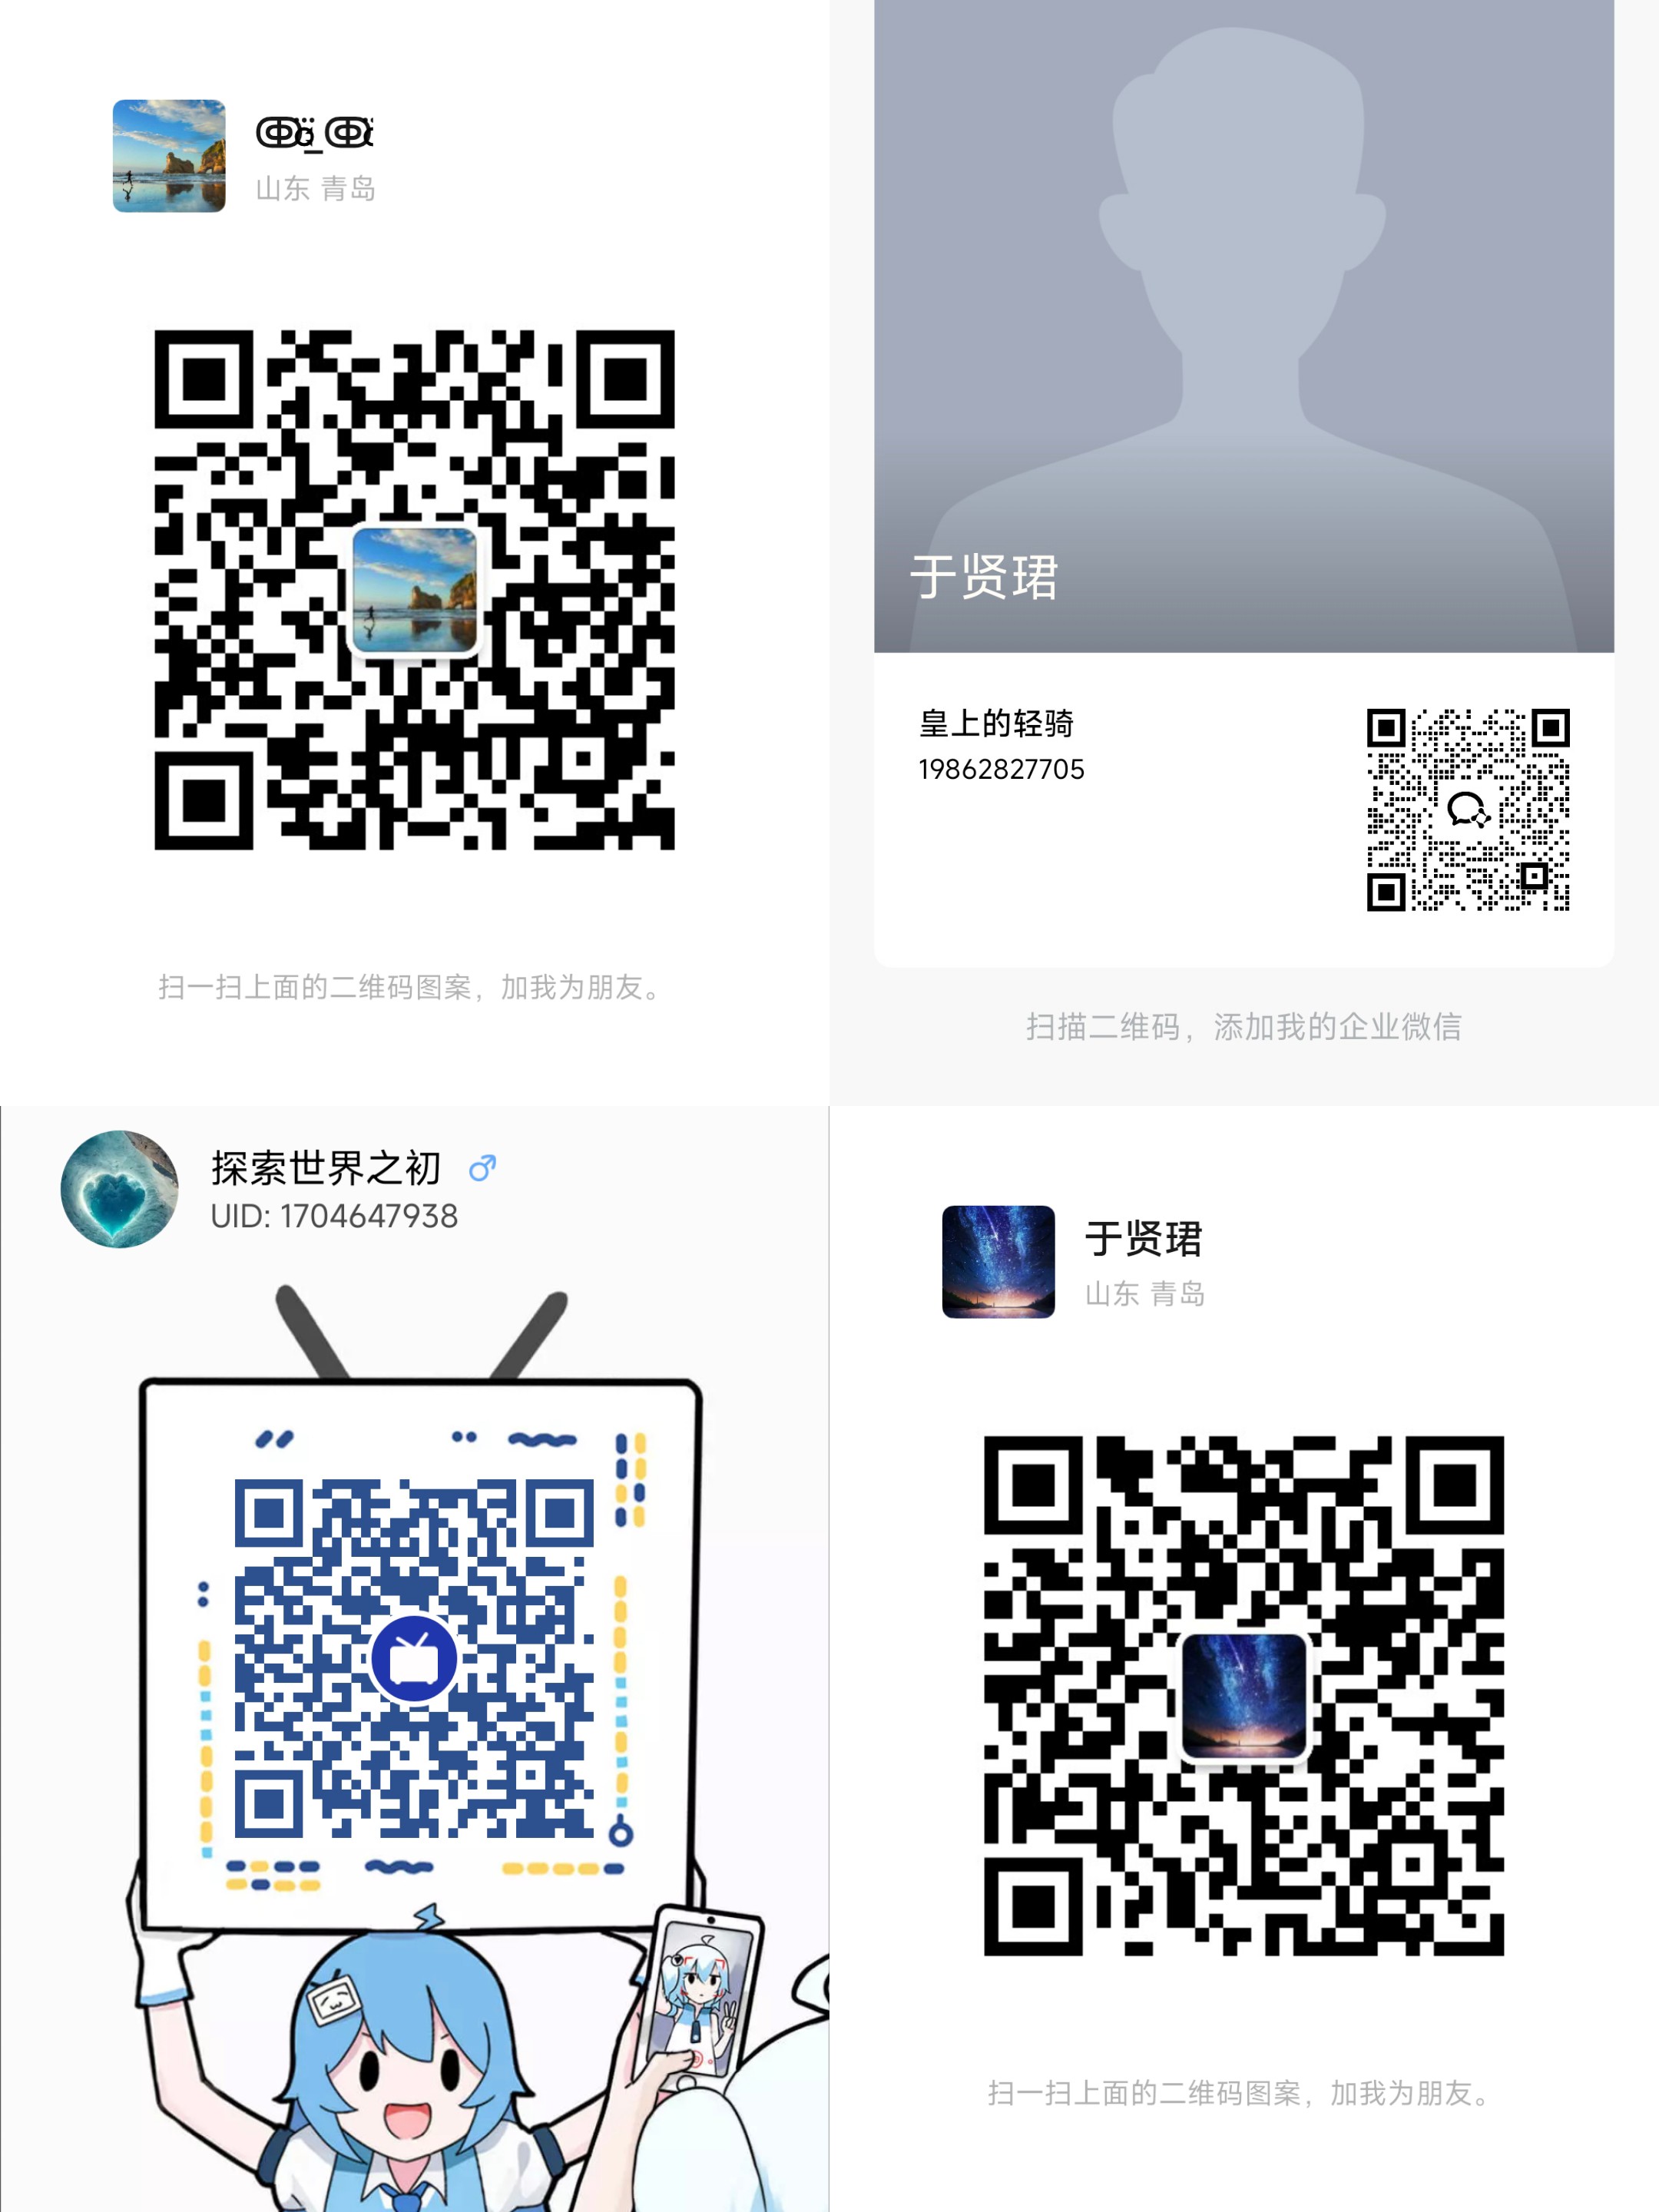 山东 青岛
扫一扫上面的二维码图案，加我为朋友。
于贤珺
皇上的轻骑
19862827705
扫描二维码，添加我的企业微信
探索世界之初
UID: 1704647938
于贤珺
山东 青岛
扫一扫上面的二维码图案，加我为朋友。